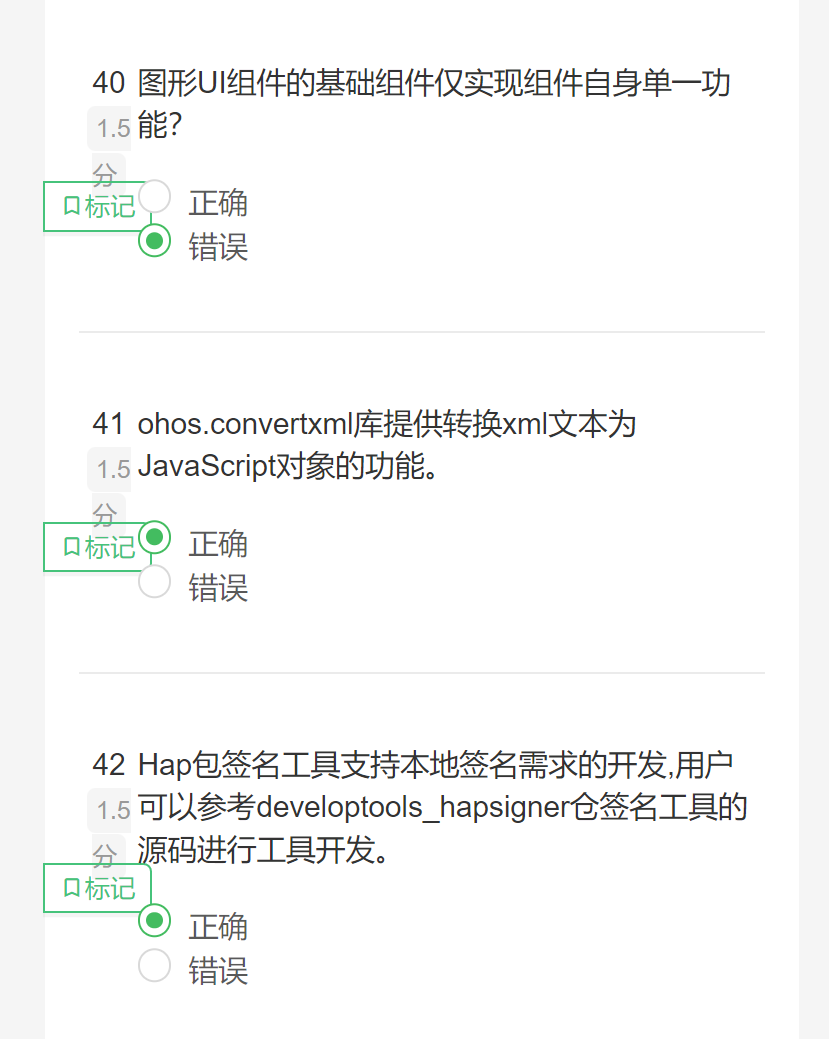 40 图形UI组件的基础组件仅实现组件自身单一功
1.5 能?
分
标记
正确
错误
41 ohos.convertxml库提供转换xml文本为
1.5 JavaScript对象的功能。
分
标记
正确
错误
42 Hap包签名工具支持本地签名需求的开发,用户
1.5 可以参考developtools_hapsigner仓签名工具的
分 源码进行工具开发。
标记
正确
错误